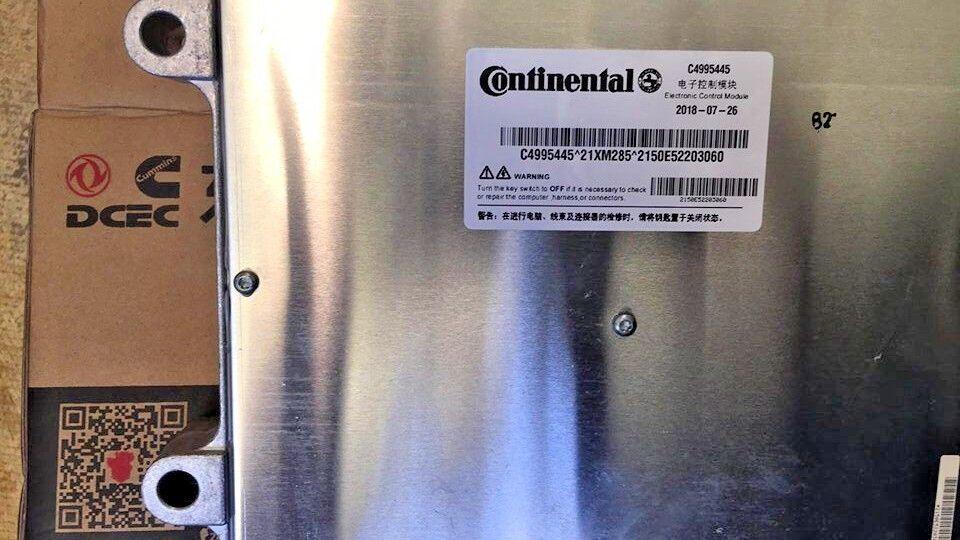 Continental
C4995445
电子控制模块
Electronic Control Module
2018-07-26
C4995445^21XM285^2150E52203060
WARNING
Turn the key switch to OFF if it is necessary to check
or repair the computer harness,or connectors.
2150E52203060
警告:在进行电脑、线束及连接器的检修时,请将钥匙置于关闭状态。
Cummins
DCEC